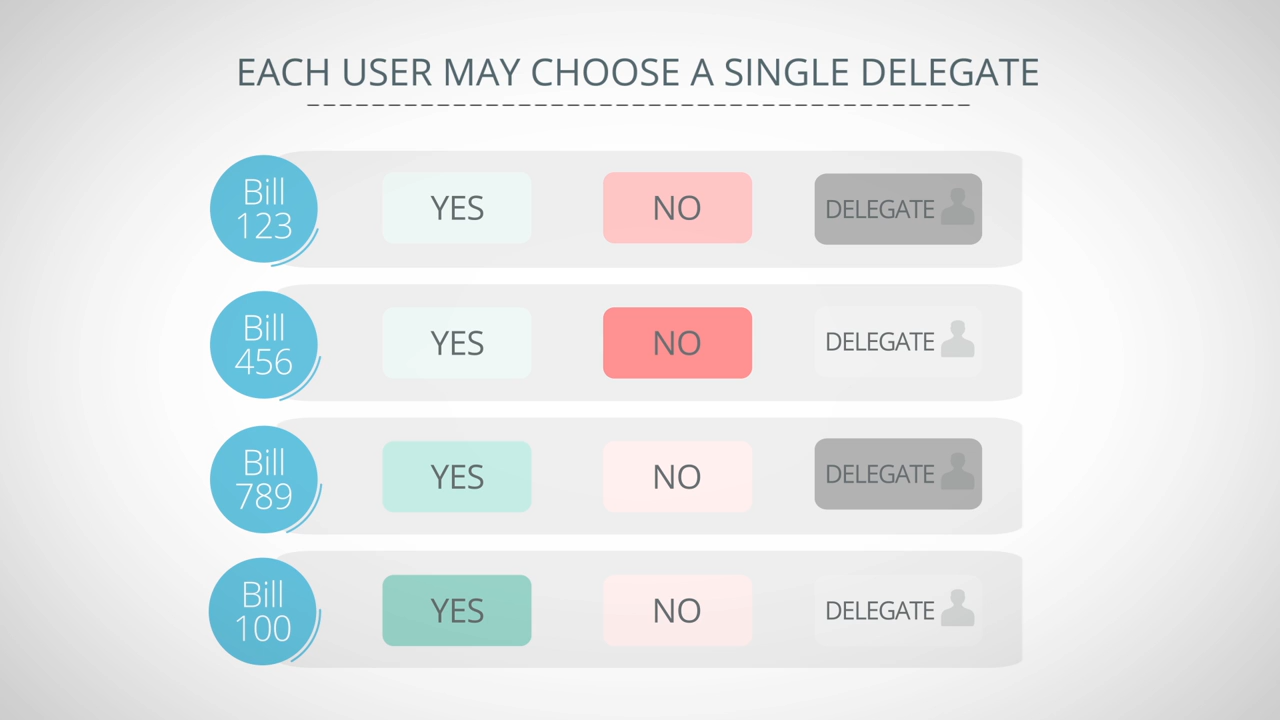 EACH USER MAY CHOOSE A SINGLE DELEGATE
Bill
123
YES
NO
DELEGATE
Bill
456
YES
NO
DELEGATE
Bill
789
YES
NO
DELEGATE
Bill
100
YES
NO
DELEGATE